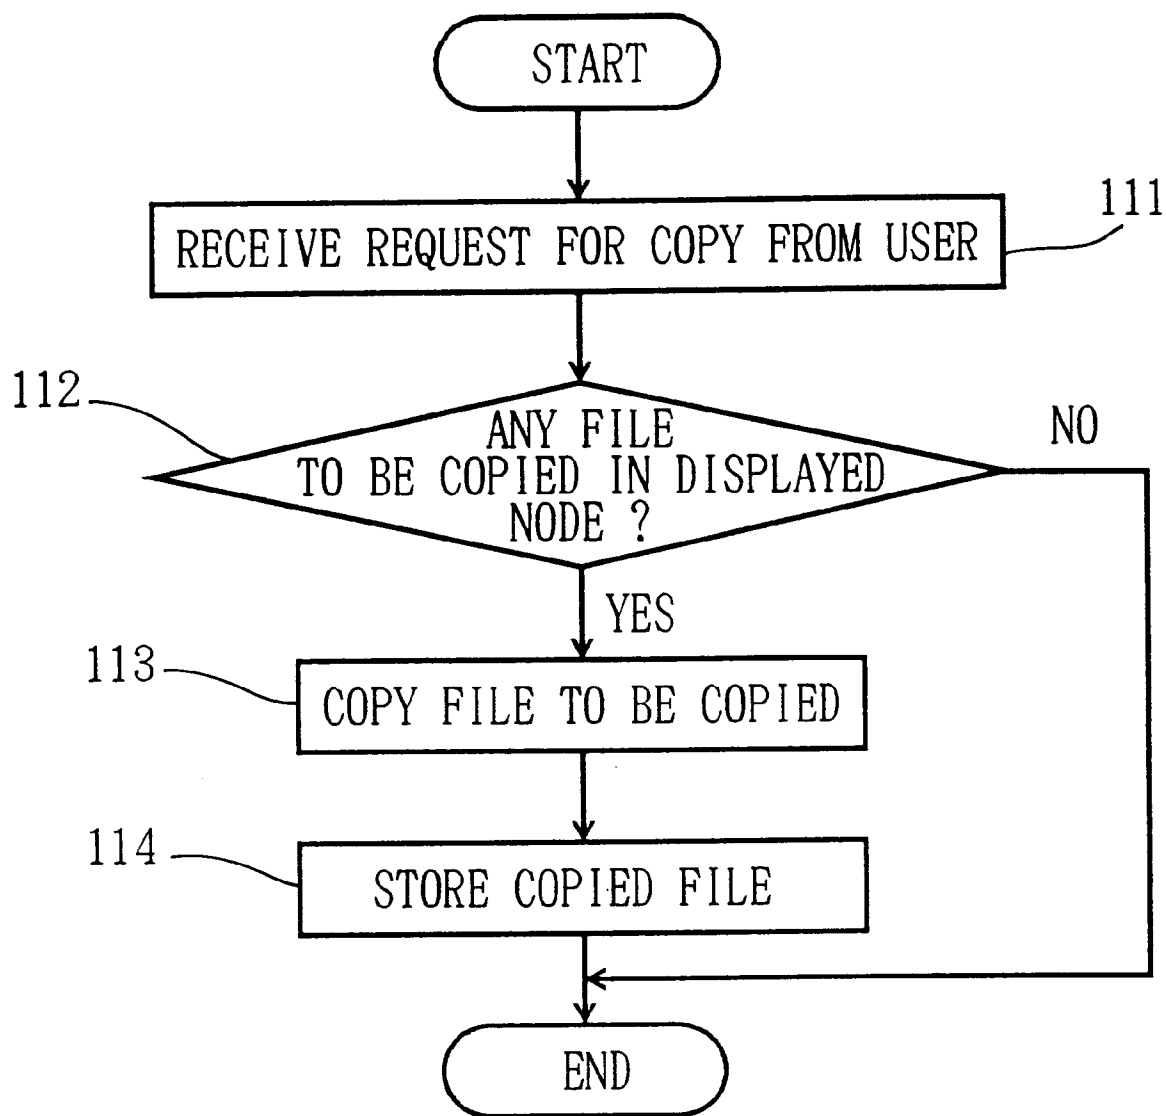 START
111
RECEIVE REQUEST FOR COPY FROM USER
112
ANY FILE
TO BE COPIED IN DISPLAYED
NODE ?
NO
YES
113
COPY FILE TO BE COPIED
114
STORE COPIED FILE
END